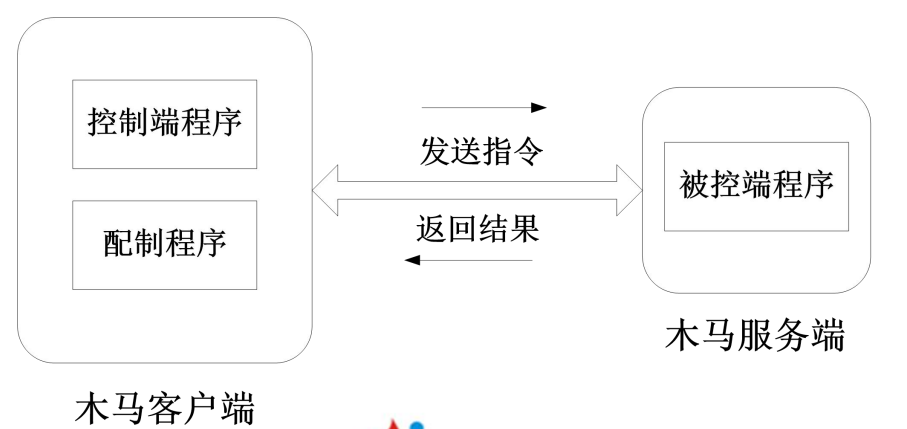 控制端程序
配制程序
木马客户端
发送指令
返回结果
被控端程序
木马服务端